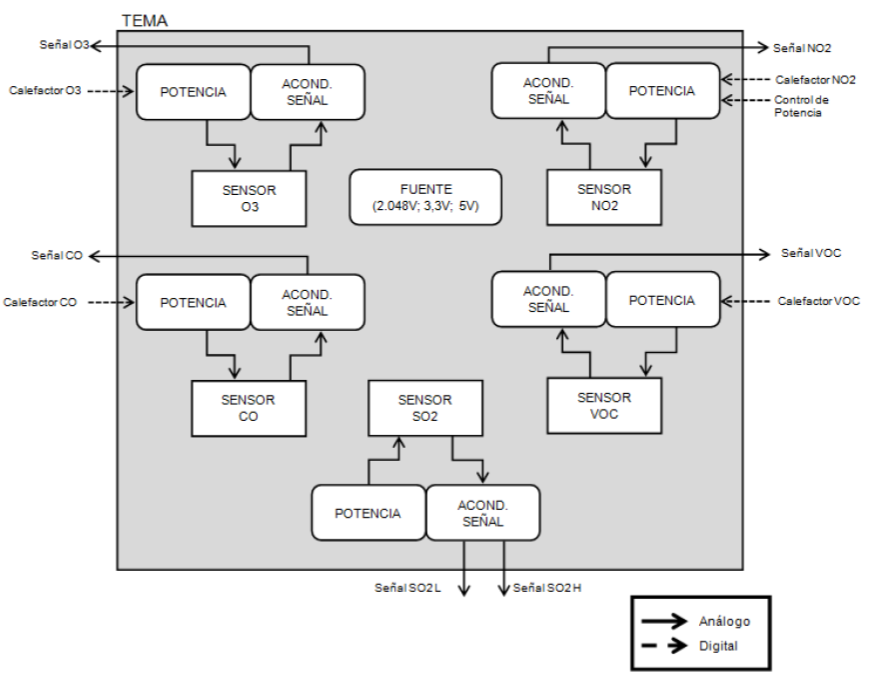 TEMA
Señal O3
Señal NO2
Calefactor O3
POTENCIA
ACOND.
SEÑAL
ACOND.
SEÑAL
POTENCIA
Calefactor NO2
Control de
Potencia
SENSOR
O3
FUENTE
(2.048V; 3,3V; 5V)
SENSOR
NO2
Señal CO
Señal VOC
Calefactor CO
POTENCIA
ACOND.
SEÑAL
ACOND.
SEÑAL
POTENCIA
Calefactor VOC
SENSOR
CO
SENSOR
SO2
SENSOR
VOC
POTENCIA
ACOND.
SEÑAL
Señal SO2L
Señal SO2H
Análogo
Digital